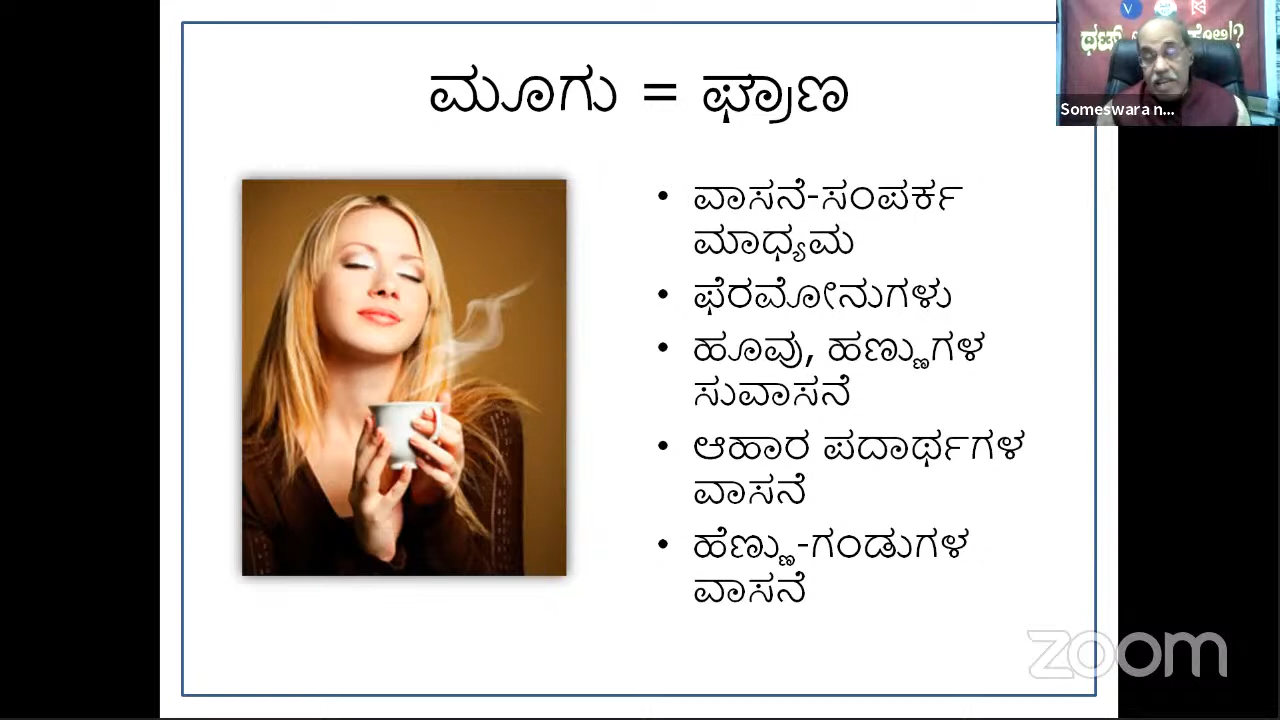 ಮೂಗು = ಘ್ರಾಣ
• ವಾಸನೆ-ಸಂಪರ್ಕ
ಮಾಧ್ಯಮ
• ಫೆರಮೋನುಗಳು
• ಹೂವು, ಹಣ್ಣುಗಳ
ಸುವಾಸನೆ
• ಆಹಾರ ಪದಾರ್ಥಗಳ
ವಾಸನೆ
• ಹೆಣ್ಣು-ಗಂಡುಗಳ
ವಾಸನೆ
V
Someswara n...
zoom